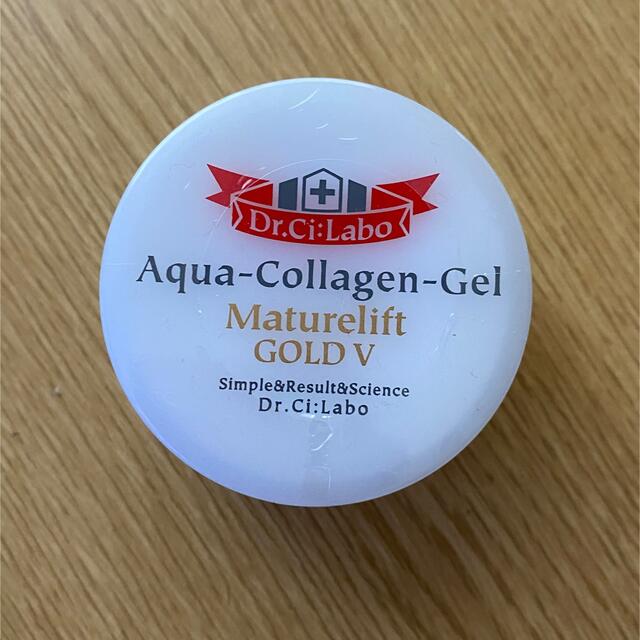 Dr.Ci:Labo
Aqua-Collagen-Gel
Maturelift
GOLD V
Simple&Result&Science
Dr.Ci:Labo